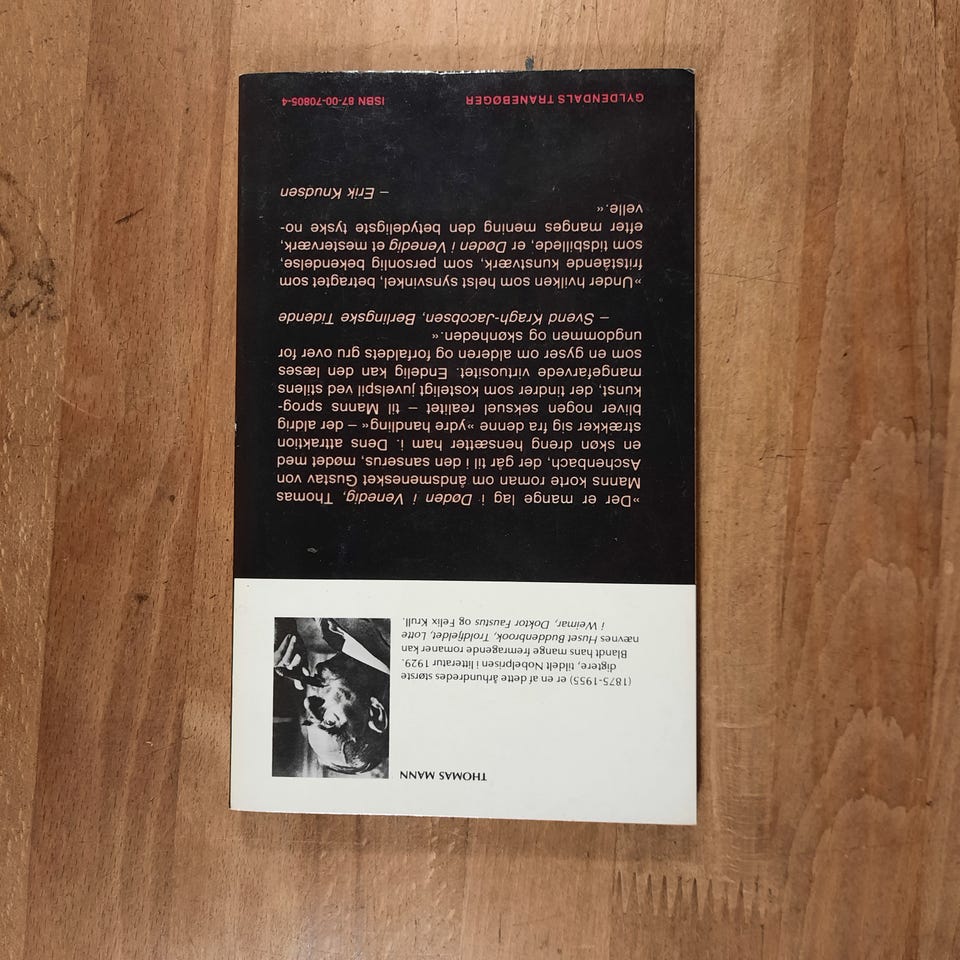 THOMAS MANN
(1875-1955) er en af dette århundredes største
digtere, tildelt Nobelprisen i litteratur 1929.
Blandt hans mange fremragende romaner kan
nævnes Huset Buddenbrook, Troldfjeldet, Lotte
i Weimar, Doktor Faustus og Felix Krull.
»Der er mange lag i Døden i Venedig, Thomas
Manns korte roman om åndsmennesket Gustav von
Aschenbach, der går til i den sanserus, mødet med
en skøn dreng hensætter ham i. Dens attraktion
strækker sig fra denne »ydre handling« – der aldrig
bliver nogen seksuel realitet – til Manns sprog-
kunst, der tindrer som kosteligt juvelspil ved stilens
mangefarvede virtuositet. Endelig kan den læses
som en gyser om alderen og forfaldets gru over for
ungdommen og skønheden.«
– Svend Kragh-Jacobsen, Berlingske Tidende
»Under hvilken som helst synsvinkel, betragtet som
fritstående kunstværk, som personlig bekendelse,
som tidsbillede, er Døden i Venedig et mesterværk,
efter manges mening den betydeligste tyske no-
velle.«
– Erik Knudsen
GYLDENDALS TRANEBØGER
ISBN 87-00-70805-4